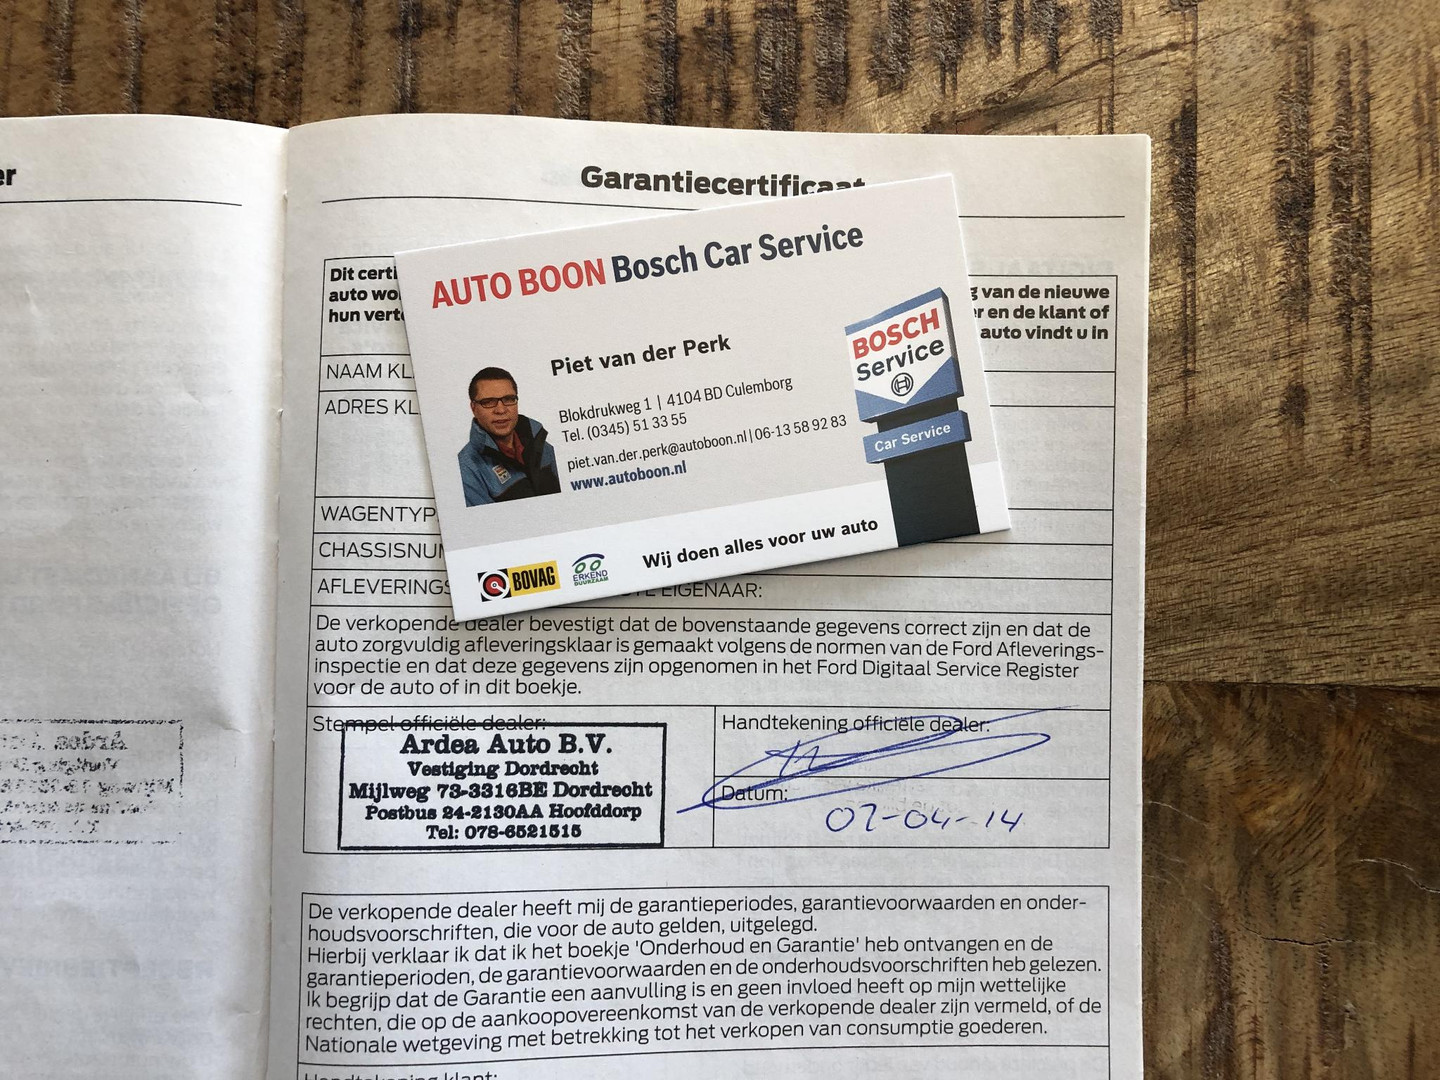 er
Garantiecertificaat
Dit certi
auto wo
hun vert
g van de nieuwe
er en de klant of
auto vindt u in
NAAM KL
ADRES KL
WAGENTYP
CHASSISNUM
AFLEVERINGS
EIGENAAR:
AUTO BOON Bosch Car Service
Piet van der Perk
Blokdrukweg 1 | 4104 BD Culemborg
Tel. (0345) 51 33 55
piet.van.der.perk@autoboon.nl | 06-13 58 92 83
www.autoboon.nl
BOSCH
Service
Car Service
BOVAG
ERKEND
DUURZAAM
Wij doen alles voor uw auto
De verkopende dealer bevestigt dat de bovenstaande gegevens correct zijn en dat de
auto zorgvuldig afleveringsklaar is gemaakt volgens de normen van de Ford Afleverings-
inspectie en dat deze gegevens zijn opgenomen in het Ford Digitaal Service Register
voor de auto of in dit boekje.
Stempel officiële dealer:
Ardea Auto B.V.
Vestiging Dordrecht
Mijlweg 73-3316BE Dordrecht
Postbus 24-2130AA Hoofddorp
Tel: 078-6521515
Handtekening officiële dealer:
Datum:
07-04-14
De verkopende dealer heeft mij de garantieperiodes, garantievoorwaarden en onder-
houdsvoorschriften, die voor de auto gelden, uitgelegd.
Hierbij verklaar ik dat ik het boekje 'Onderhoud en Garantie' heb ontvangen en de
garantieperioden, de garantievoorwaarden en de onderhoudsvoorschriften heb gelezen.
Ik begrijp dat de Garantie een aanvulling is en geen invloed heeft op mijn wettelijke
rechten, die op de aankoopovereenkomst van de verkopende dealer zijn vermeld, of de
Nationale wetgeving met betrekking tot het verkopen van consumptie goederen.
Handtekening klant: